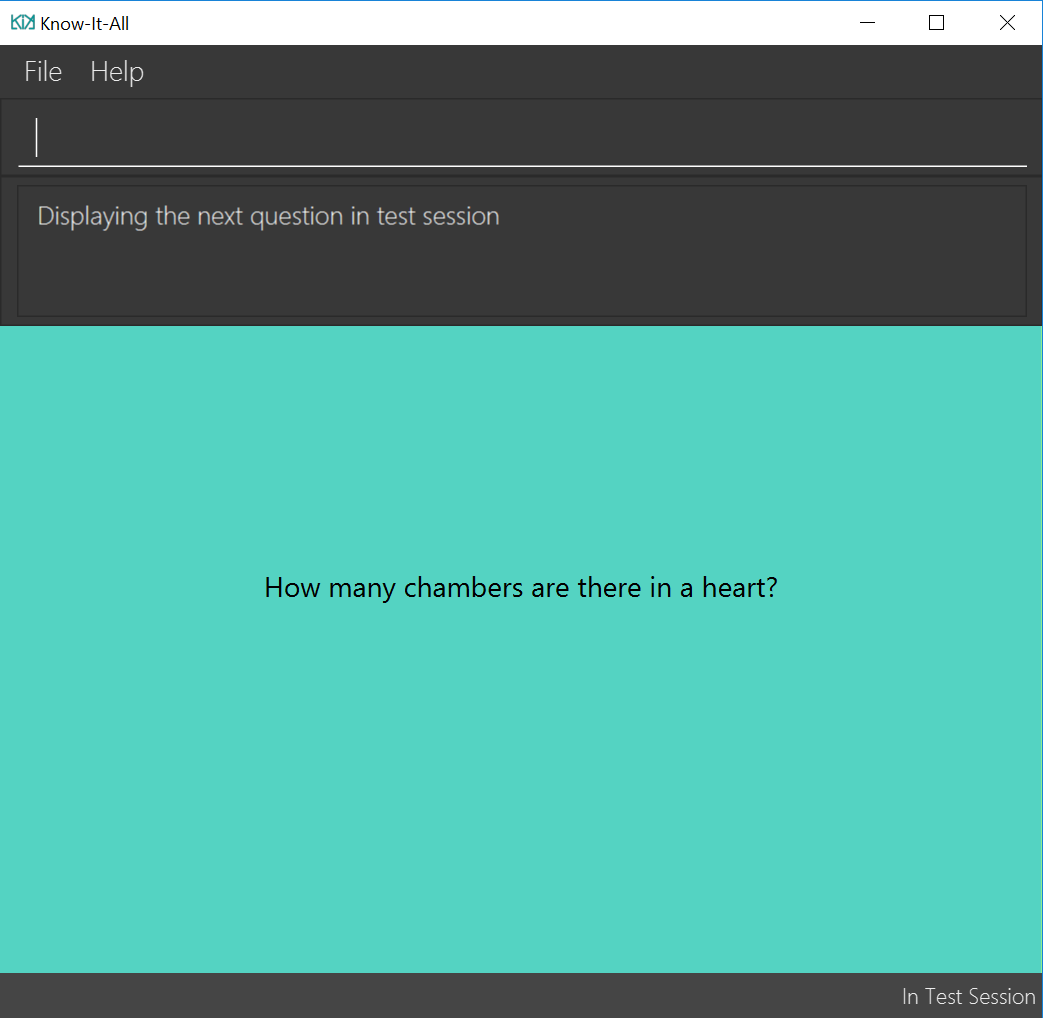 Know-It-All
File Help
Displaying the next question in test session
How many chambers are there in a heart?
In Test Session